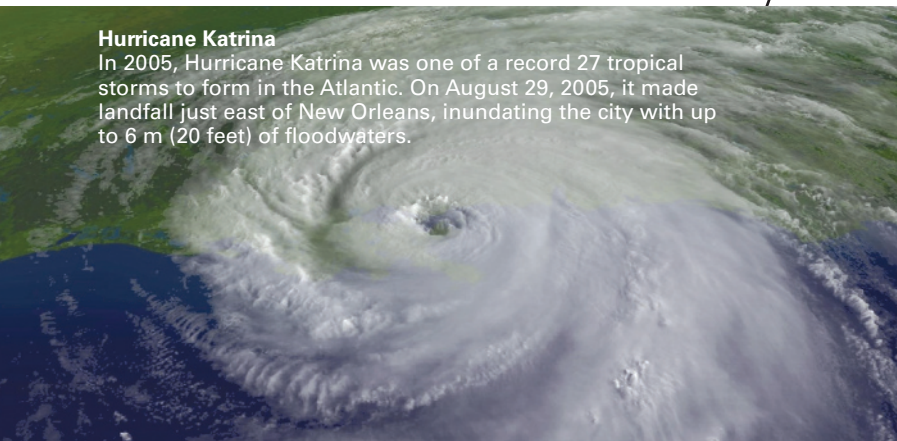 Hurricane Katrina
In 2005, Hurricane Katrina was one of a record 27 tropical
storms to form in the Atlantic. On August 29, 2005, it made
landfall just east of New Orleans, inundating the city with up
to 6 m (20 feet) of floodwaters.